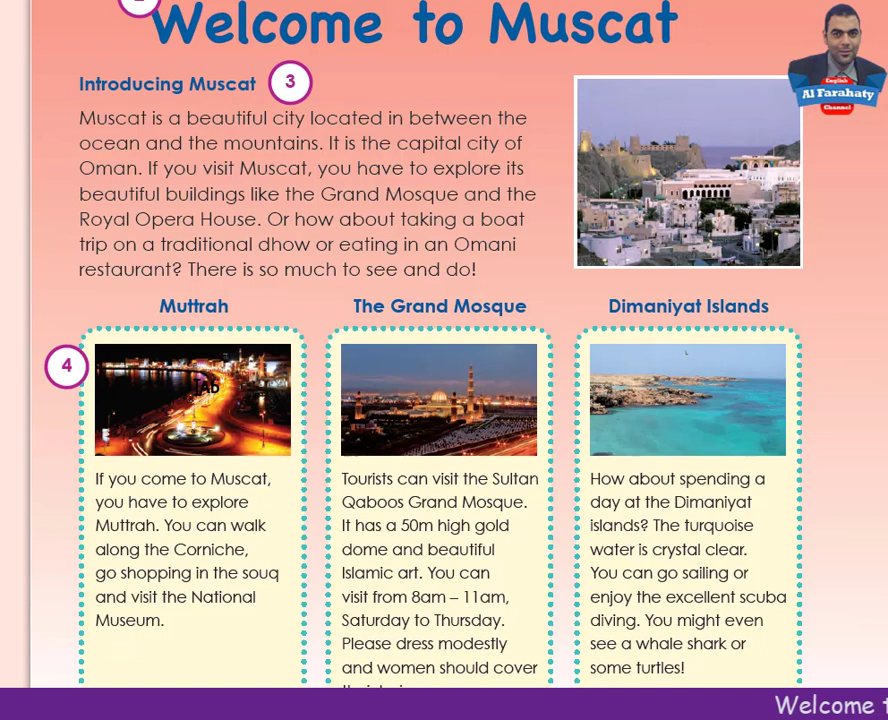 Welcome to Muscat
English
Al Farahaty
Channel
Introducing Muscat
3
Muscat is a beautiful city located in between the
ocean and the mountains. It is the capital city of
Oman. If you visit Muscat, you have to explore its
beautiful buildings like the Grand Mosque and the
Royal Opera House. Or how about taking a boat
trip on a traditional dhow or eating in an Omani
restaurant? There is so much to see and do!
Muttrah
4
If you come to Muscat,
you have to explore
Muttrah. You can walk
along the Corniche,
go shopping in the souq
and visit the National
Museum.
The Grand Mosque
Tourists can visit the Sultan
Qaboos Grand Mosque.
It has a 50m high gold
dome and beautiful
Islamic art. You can
visit from 8am – 11am,
Saturday to Thursday.
Please dress modestly
and women should cover
Dimaniyat Islands
How about spending a
day at the Dimaniyat
islands? The turquoise
water is crystal clear.
You can go sailing or
enjoy the excellent scuba
diving. You might even
see a whale shark or
some turtles!
Welcome